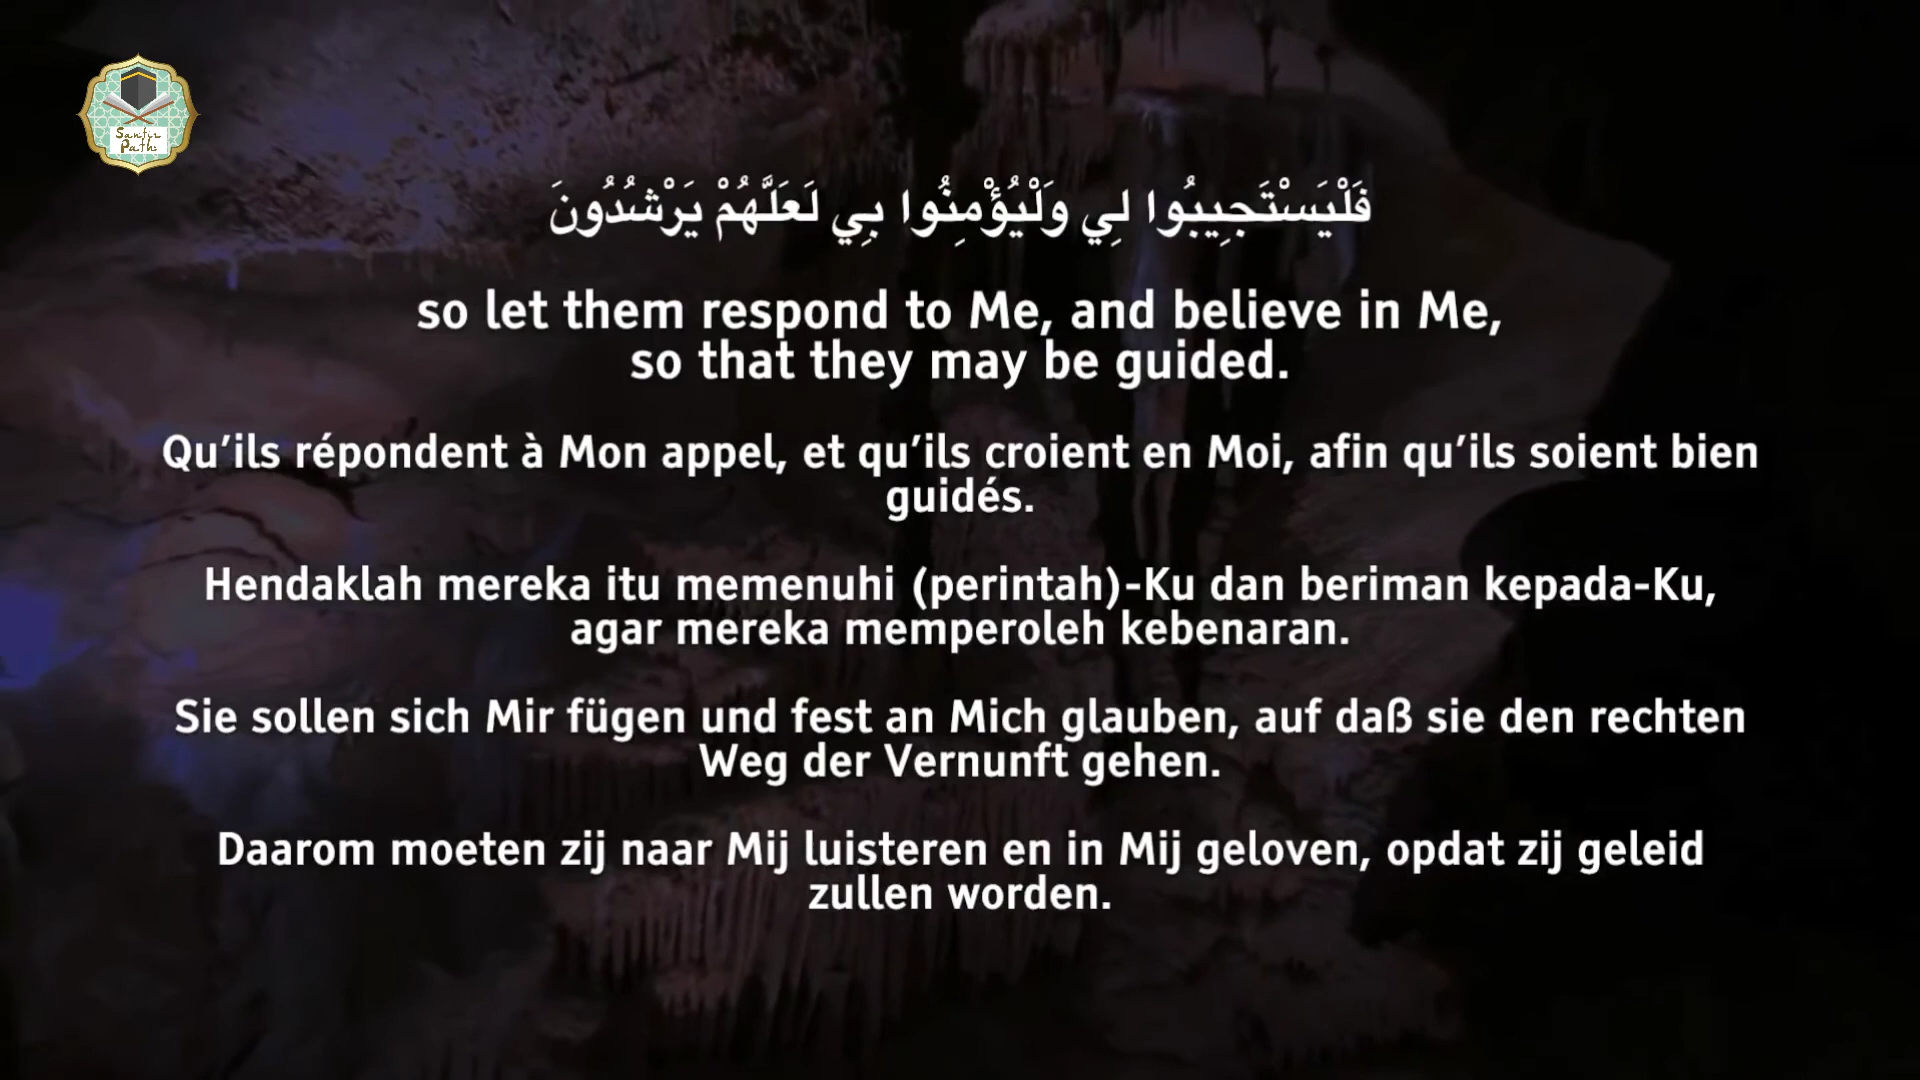 Santri
Path
فَلْيَسْتَجِيبُوا لِي وَلْيُؤْمِنُوا بِي لَعَلَّهُمْ يَرْشُدُونَ
so let them respond to Me, and believe in Me,
so that they may be guided.
Qu’ils répondent à Mon appel, et qu’ils croient en Moi, afin qu’ils soient bien
guidés.
Hendaklah mereka itu memenuhi (perintah)-Ku dan beriman kepada-Ku,
agar mereka memperoleh kebenaran.
Sie sollen sich Mir fügen und fest an Mich glauben, auf daß sie den rechten
Weg der Vernunft gehen.
Daarom moeten zij naar Mij luisteren en in Mij geloven, opdat zij geleid
zullen worden.